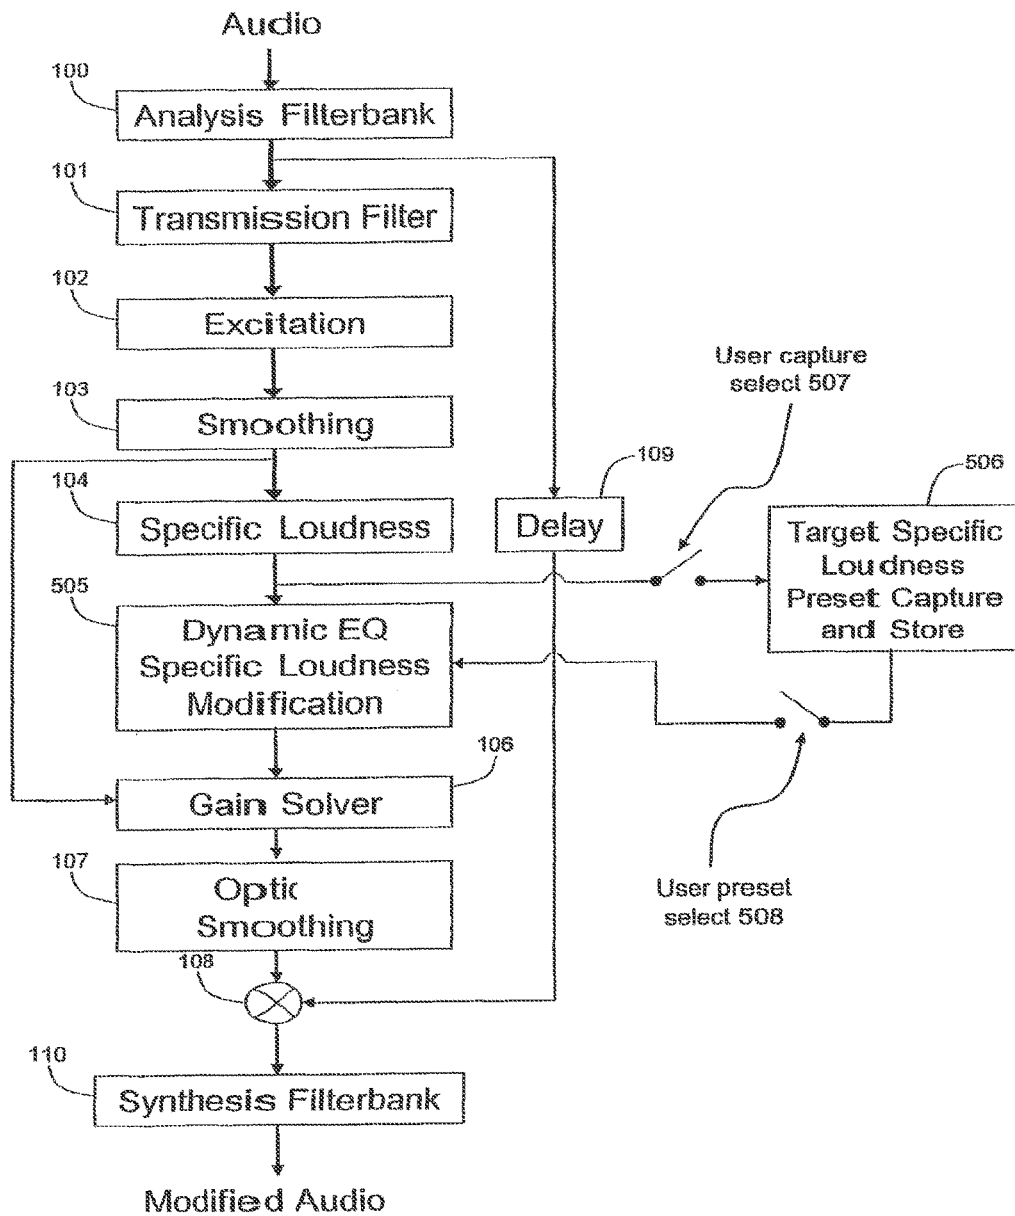 Audio
100
Analysis Filterbank
101
Transmission Filter
102
Excitation
103
Smoothing
104
Specific Loudness
109
Delay
User capture
select 507
506
Target Specific
Loudness
Preset Capture
and Store
505
Dynamic EQ
Specific Loudness
Modification
106
Gain Solver
User preset
select 508
107
Optic
Smoothing
108
110
Synthesis Filterbank
Modified Audio